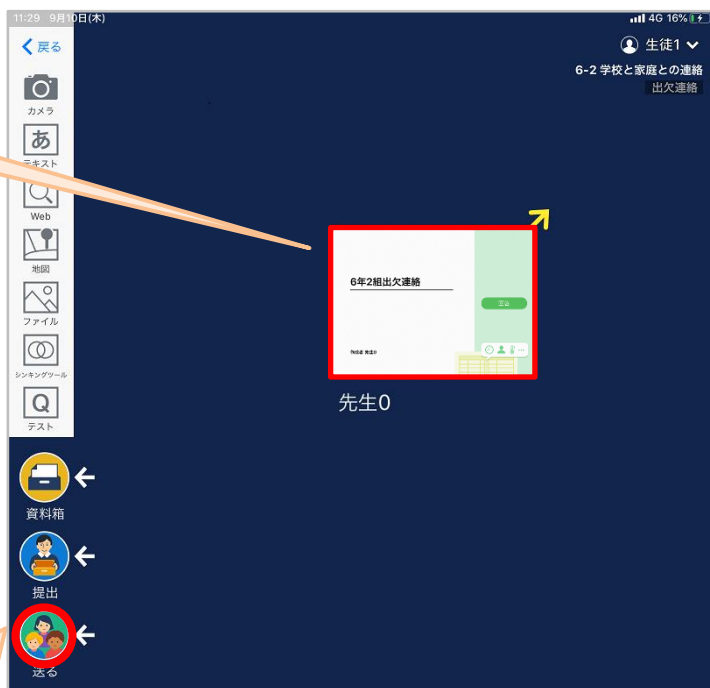 11:29 9月10日(木)
4G 16%
戻る
生徒1
6-2 学校と家庭との連絡
出欠連絡
カメラ
あ
テキスト
Web
地図
ファイル
シンキングツール
Q
テスト
6年2組出欠連絡
先生0
資料箱
提出
送る